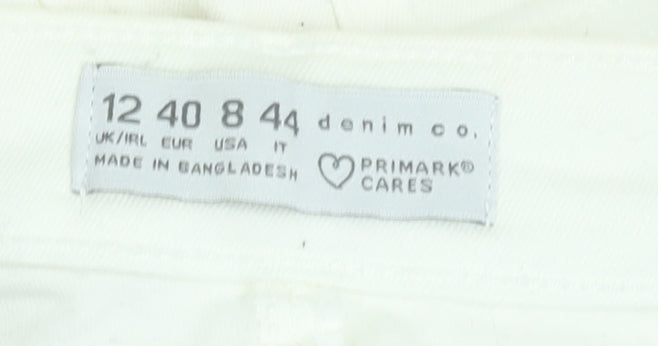 12 40 8 44 denim co.
UK/IRL EUR USA IT
MADE IN BANGLADESH
PRIMARK®
CARES